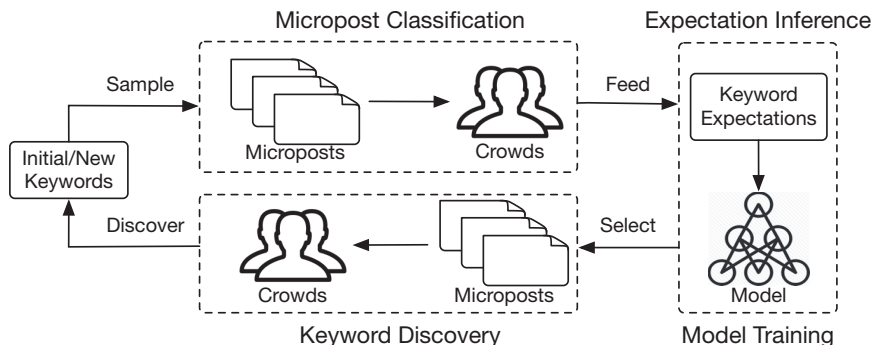 Micropost Classification
Expectation Inference
Sample
Feed
Keyword
Expectations
Microposts
Crowds
Initial/New
Keywords
Discover
Select
Crowds
Microposts
Model
Keyword Discovery
Model Training